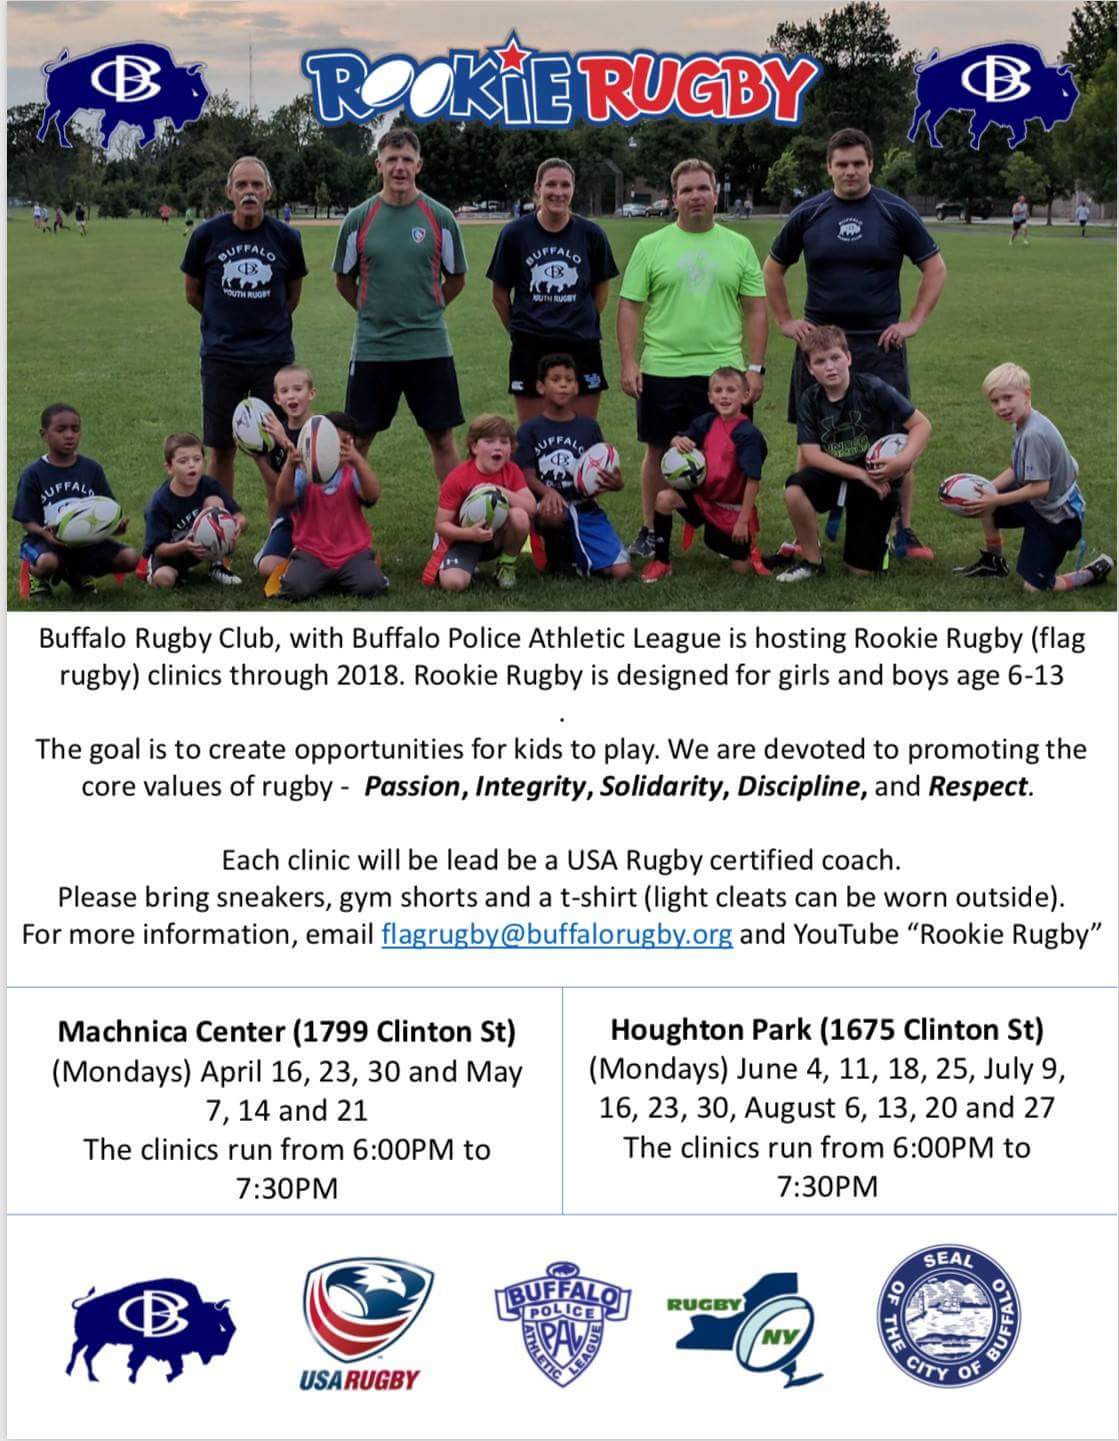 ROOKIE RUGBY
BUFFALO
YOUTH RUGBY
BUFFALO
YOUTH RUGBY
BUFFALO
BUFFALO
BUFFALO
Buffalo Rugby Club, with Buffalo Police Athletic League is hosting Rookie Rugby (flag
rugby) clinics through 2018. Rookie Rugby is designed for girls and boys age 6-13
.
The goal is to create opportunities for kids to play. We are devoted to promoting the
core values of rugby - Passion, Integrity, Solidarity, Discipline, and Respect.
Each clinic will be lead be a USA Rugby certified coach.
Please bring sneakers, gym shorts and a t-shirt (light cleats can be worn outside).
For more information, email flagrugby@buffalorugby.org and YouTube “Rookie Rugby”
Machnica Center (1799 Clinton St)
(Mondays) April 16, 23, 30 and May
7, 14 and 21
The clinics run from 6:00PM to
7:30PM
Houghton Park (1675 Clinton St)
(Mondays) June 4, 11, 18, 25, July 9,
16, 23, 30, August 6, 13, 20 and 27
The clinics run from 6:00PM to
7:30PM
USA RUGBY
BUFFALO
POLICE
PAL
ATHLETIC LEAGUE
RUGBY
NY
SEAL
OF THE CITY OF BUFFALO